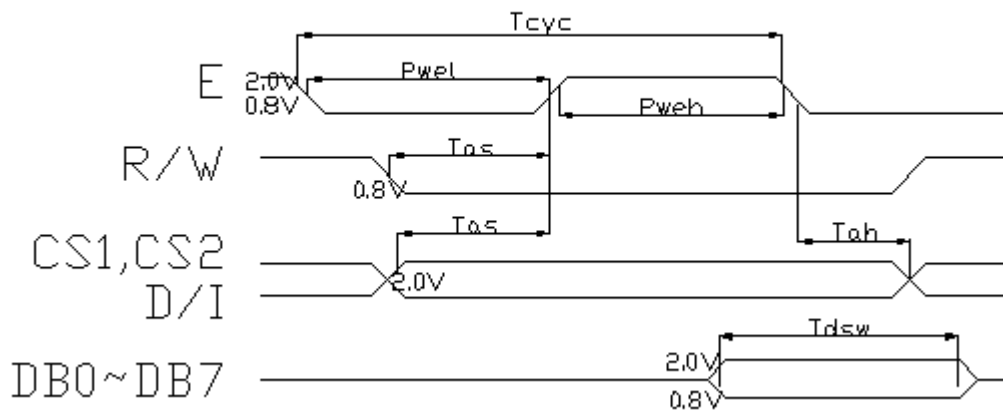 Tcyc
E
2.0V
Pwel
0.8V
Pweh
R/W
Tas
0.8V
Tas
CS1,CS2
Tah
2.0V
D/I
Tdsw
2.0V
DB0~DB7
0.8V